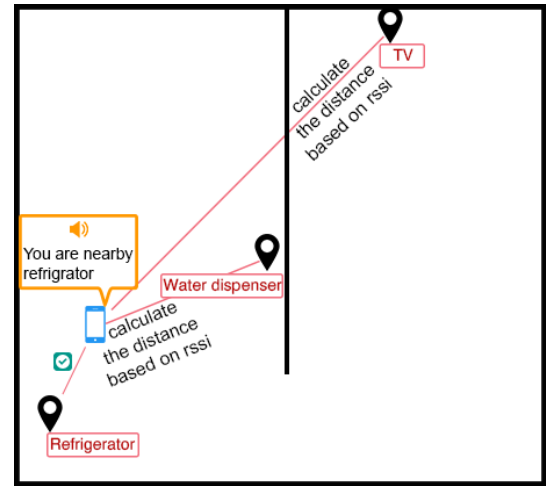 TV
calculate
the distance
based on rssi
You are nearby
refrigrator
Water dispenser
calculate
the distance
based on rssi
Refrigerator